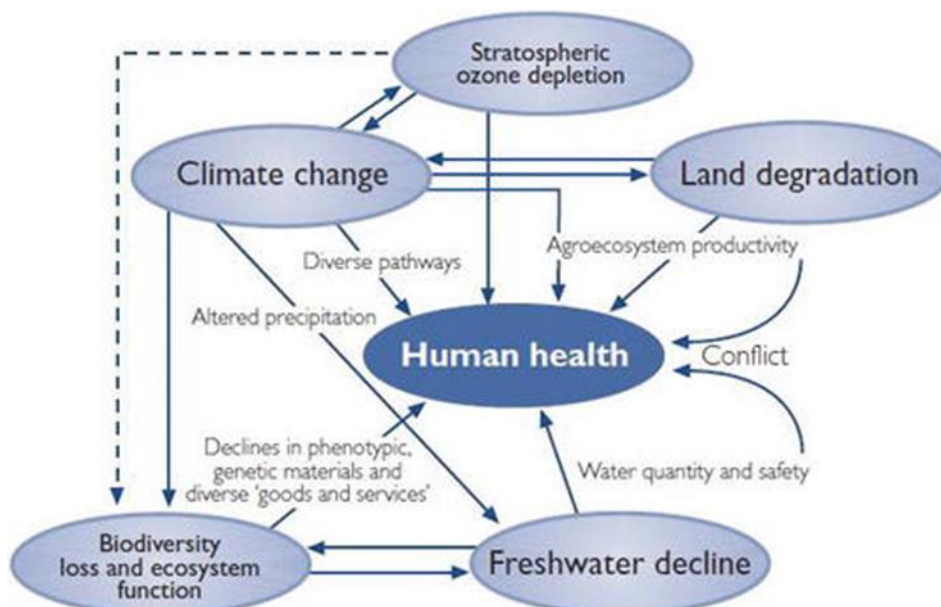 Stratospheric
ozone depletion
Climate change
Land degradation
Diverse pathways
Agroecosystem productivity
Altered precipitation
Human health
Conflict
Declines in phenotypic,
genetic materials and
diverse 'goods and services'
Water quantity and safety
Biodiversity
loss and ecosystem
function
Freshwater decline